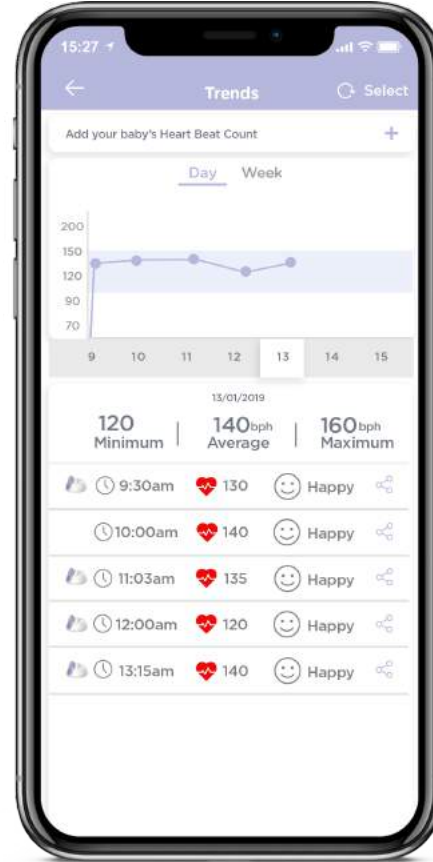 15:27
Trends
Select
Add your baby's Heart Beat Count +
Day Week
200
150
120
90
70
9 10 11 12 13 14 15
13/01/2019
120 140bph 160bph
Minimum | Average | Maximum
9:30am 130 Happy
10:00am 140 Happy
11:03am 135 Happy
12:00am 120 Happy
13:15am 140 Happy